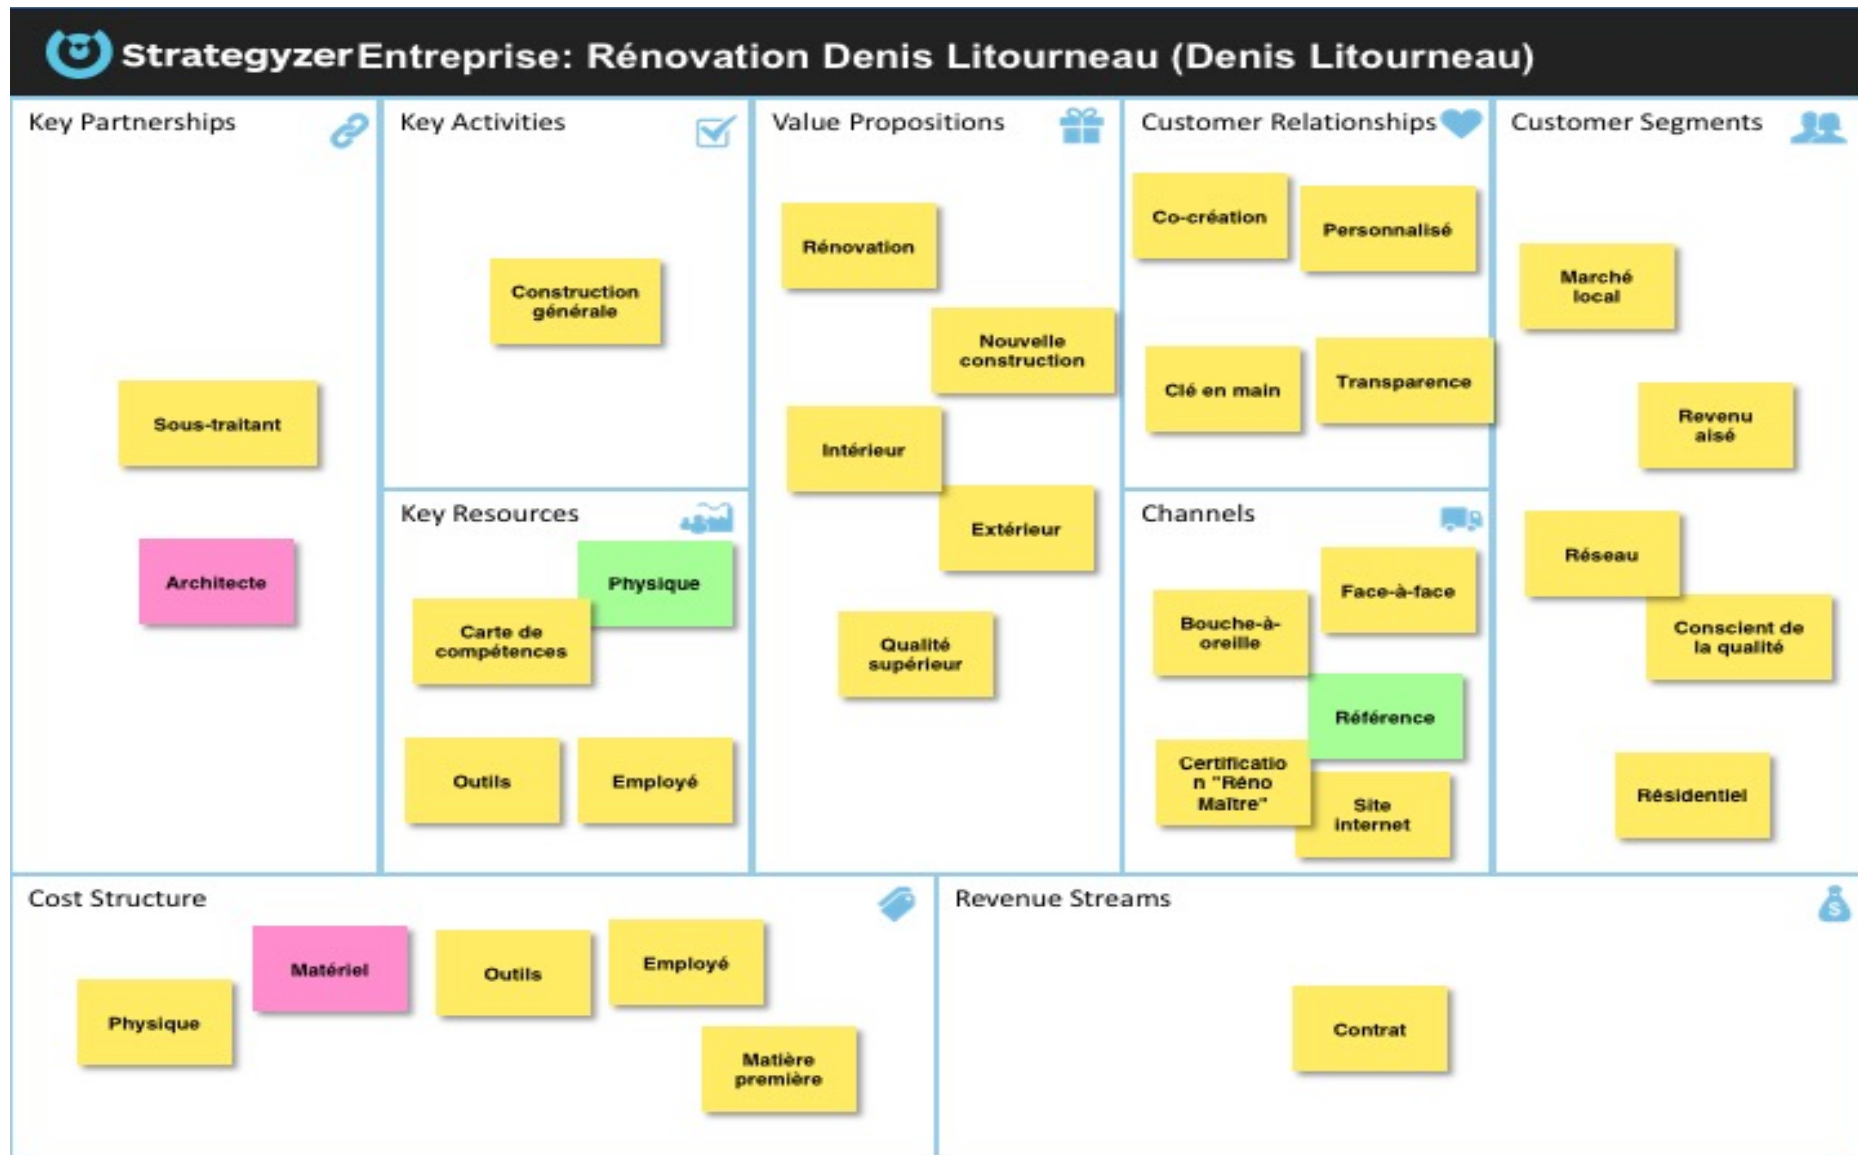 Strategyzer Entreprise: Rénovation Denis Litourneau (Denis Litourneau)
Key Partnerships
Sous-traitant
Architecte
Key Activities
Construction
générale
Key Resources
Physique
Carte de
compétences
Outils
Employé
Value Propositions
Rénovation
Nouvelle
construction
Intérieur
Extérieur
Qualité
supérieur
Customer Relationships
Co-création
Personnalisé
Clé en main
Transparence
Channels
Face-à-face
Bouche-à-
oreille
Référence
Certificatio
n "Réno
Maître"
Site
internet
Customer Segments
Marché
local
Revenu
aisé
Réseau
Conscient de
la qualité
Résidentiel
Cost Structure
Physique
Matériel
Outils
Employé
Matière
première
Revenue Streams
$
Contrat